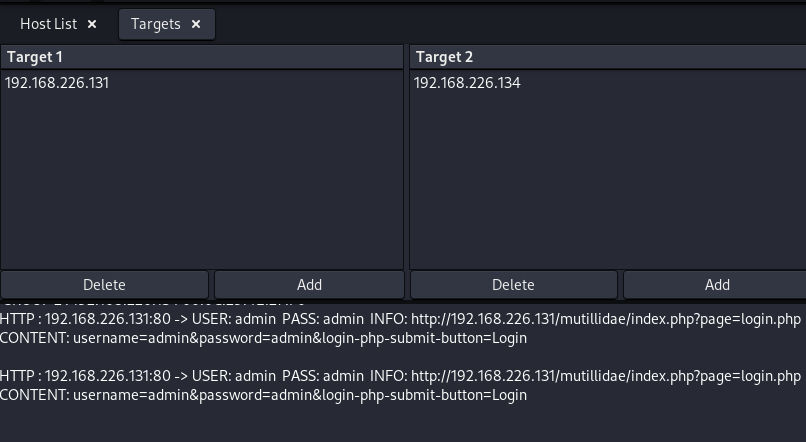 Host List × Targets ×
Target 1 Target 2
192.168.226.131 192.168.226.134
Delete Add Delete Add
HTTP : 192.168.226.131:80 -> USER: admin PASS: admin INFO: http://192.168.226.131/mutillidae/index.php?page=login.php
CONTENT: username=admin&password=admin&login-php-submit-button=Login
HTTP : 192.168.226.131:80 -> USER: admin PASS: admin INFO: http://192.168.226.131/mutillidae/index.php?page=login.php
CONTENT: username=admin&password=admin&login-php-submit-button=Login